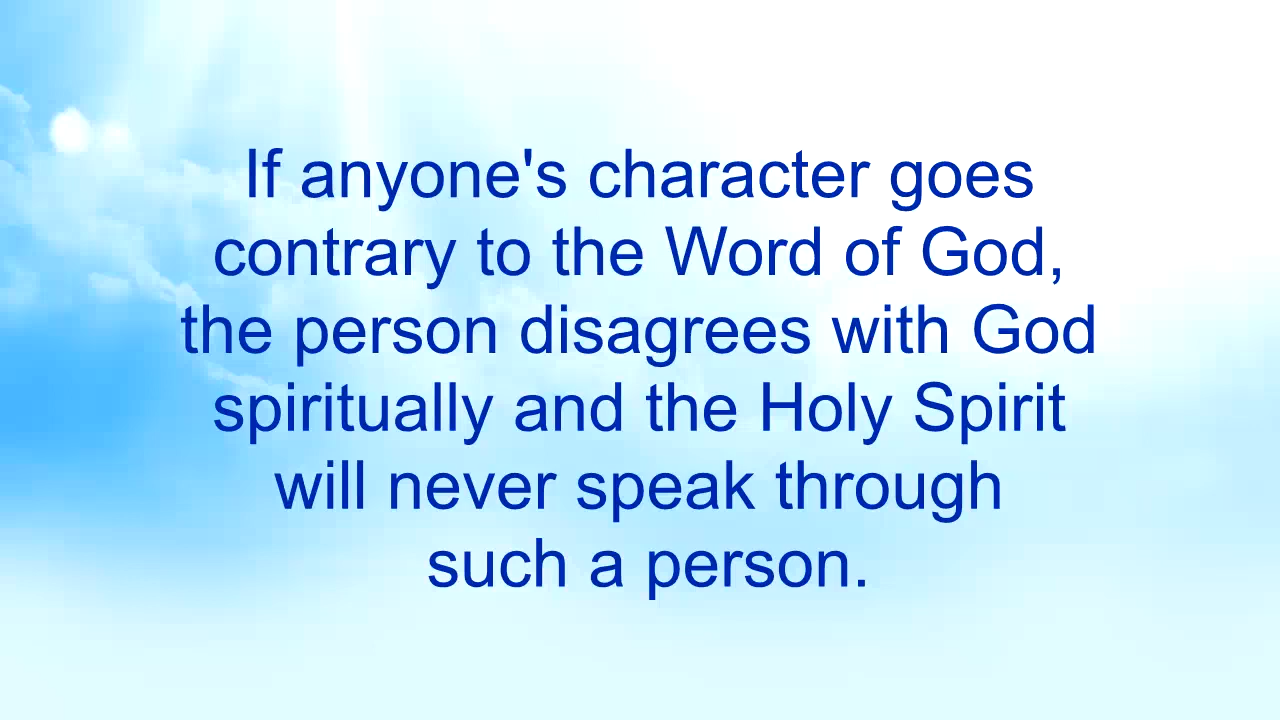 If anyone's character goes
contrary to the Word of God,
the person disagrees with God
spiritually and the Holy Spirit
will never speak through
such a person.